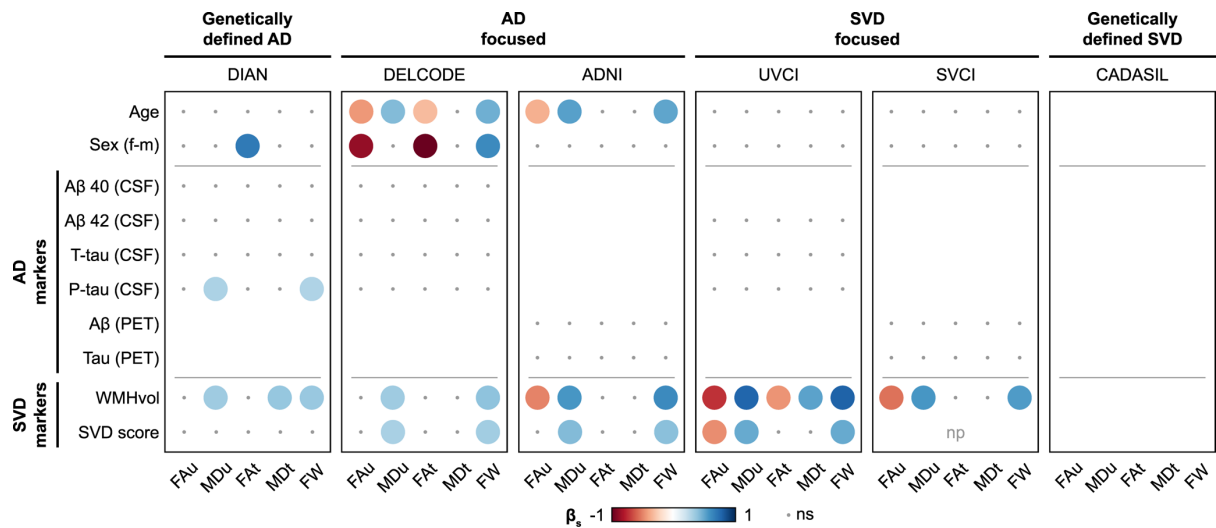 Genetically
defined AD
AD
focused
SVD
focused
Genetically
defined SVD
DIAN
DELCODE
ADNI
UVCI
SVCI
CADASIL
Age
Sex (f-m)
AD
markers
Aβ 40 (CSF)
Aβ 42 (CSF)
T-tau (CSF)
P-tau (CSF)
Aβ (PET)
Tau (PET)
SVD
markers
WMHvol
SVD score
np
FAu MDu FAt MDt FW FAu MDu FAt MDt FW FAu MDu FAt MDt FW FAu MDu FAt MDt FW FAu MDu FAt MDt FW FAu MDu FAt MDt FW
βs -1 1 ns